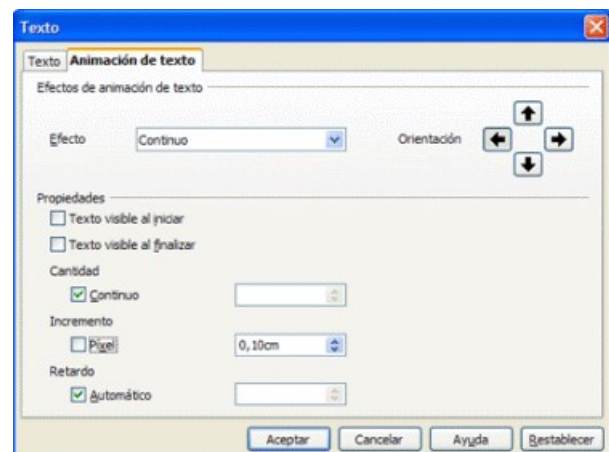 Texto
Texto Animación de texto
Efectos de animación de texto
Efecto Continuo Orientación
Propiedades
Texto visible al iniciar
Texto visible al finalizar
Cantidad
Continuo
Incremento
Píxel 0,10cm
Retardo
Automático
Aceptar Cancelar Ayuda Restablecer